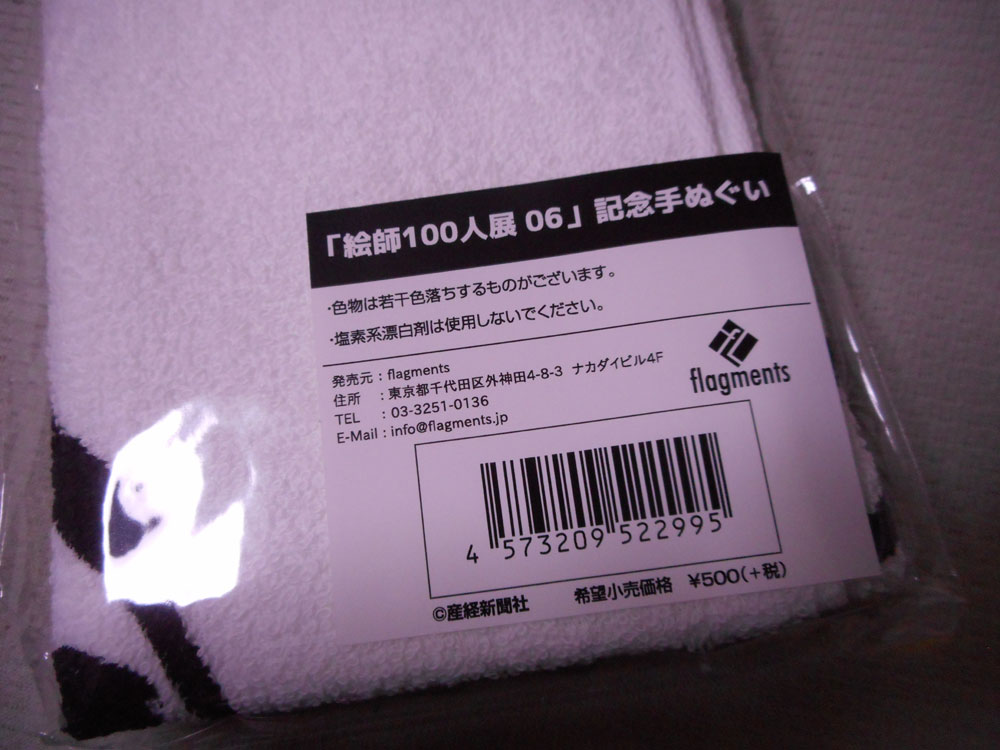 「絵師100人展 06」記念手ぬぐい
・色物は若干色落ちするものがございます。
・塩素系漂白剤は使用しないでください。
発売元：flagments
住所　：東京都千代田区外神田4-8-3 ナカダイビル4F
TEL　：03-3251-0136
E-Mail：info@flagments.jp
flagments
4 573209 522995
©産経新聞社　希望小売価格　¥500(+税)